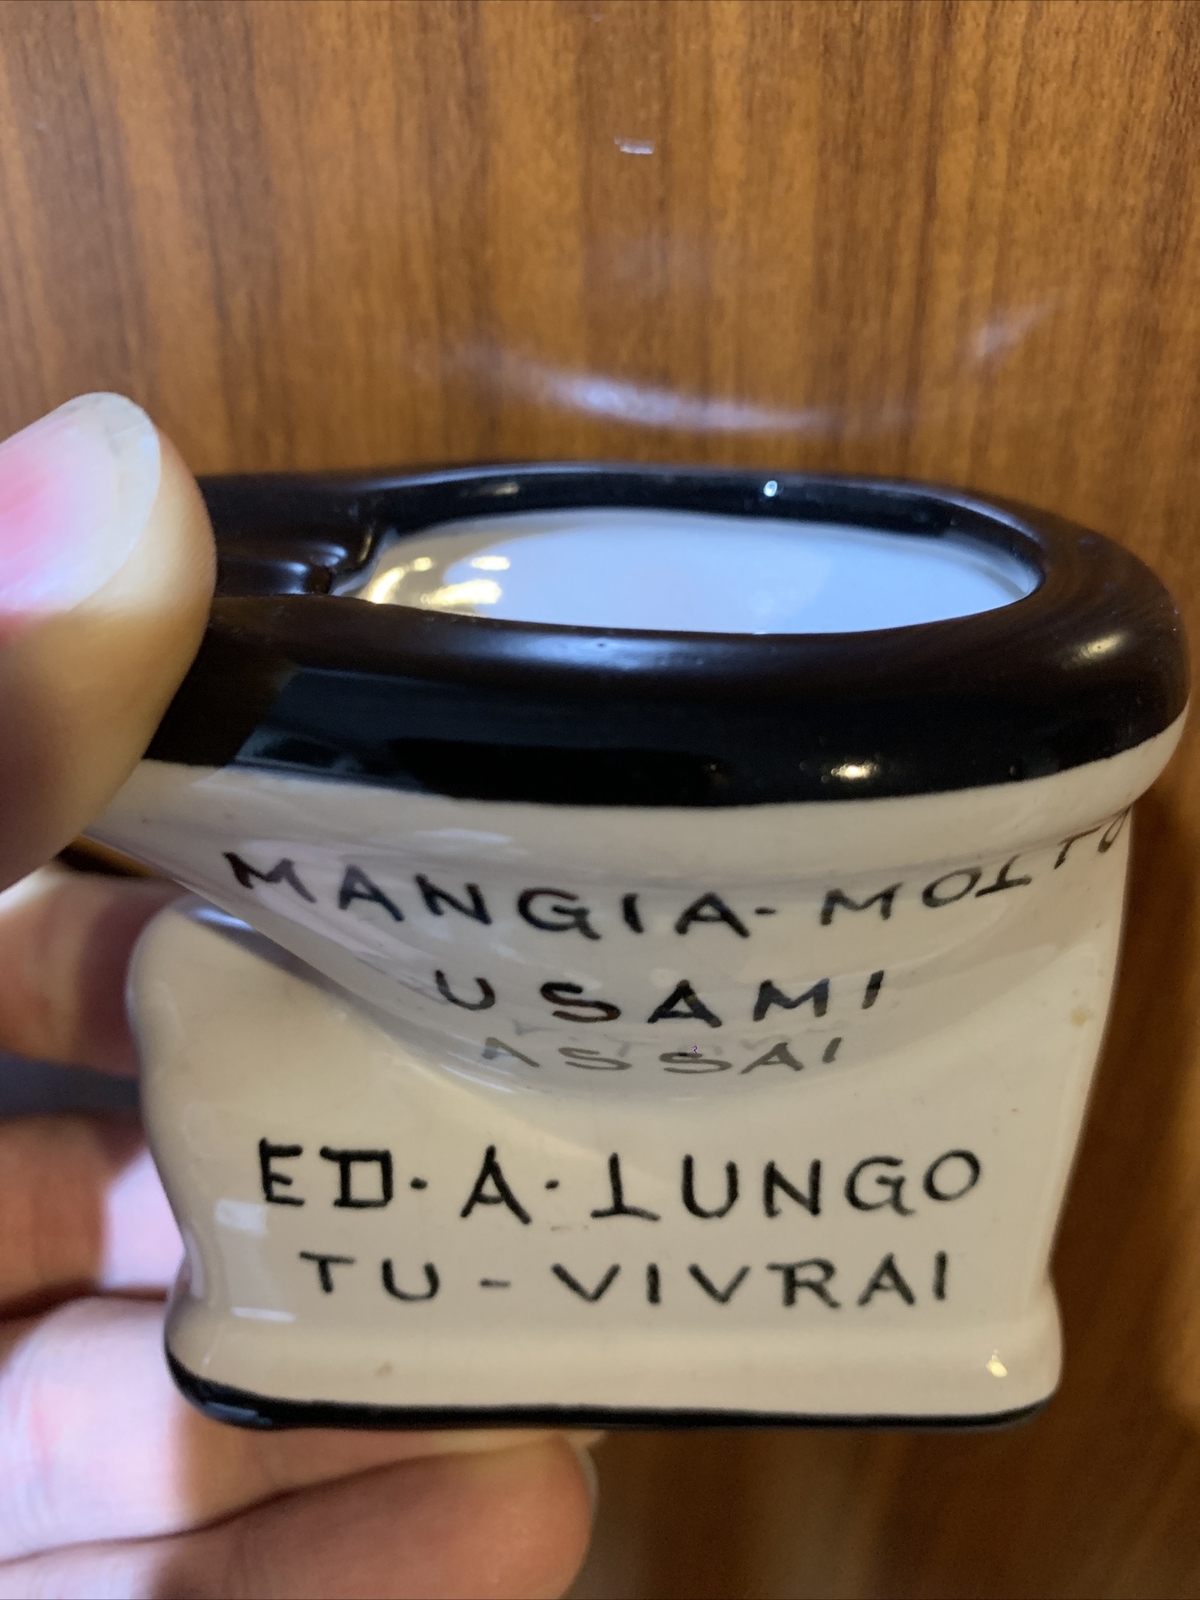 MANGIA-MOLTO
USAMI
ASSAI
ED·A·LUNGO
TU-VIVRAI